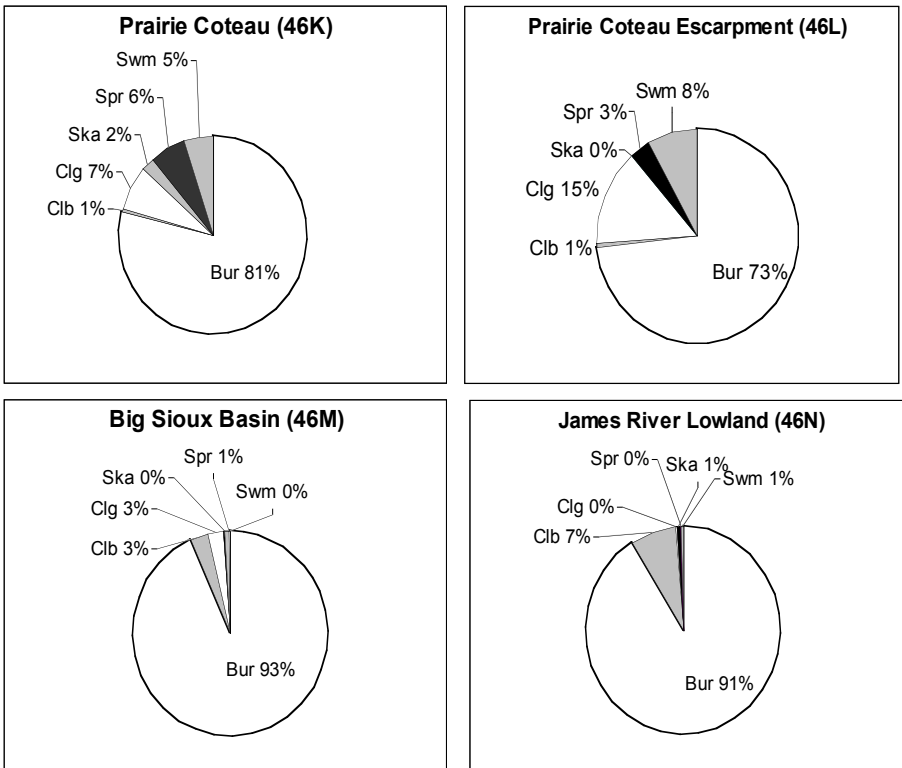 Prairie Coteau (46K)
Swm 5%
Spr 6%
Ska 2%
Clg 7%
Clb 1%
Bur 81%
Prairie Coteau Escarpment (46L)
Swm 8%
Spr 3%
Ska 0%
Clg 15%
Clb 1%
Bur 73%
Big Sioux Basin (46M)
Spr 1%
Ska 0%
Swm 0%
Clg 3%
Clb 3%
Bur 93%
James River Lowland (46N)
Spr 0%
Ska 1%
Swm 1%
Clg 0%
Clb 7%
Bur 91%